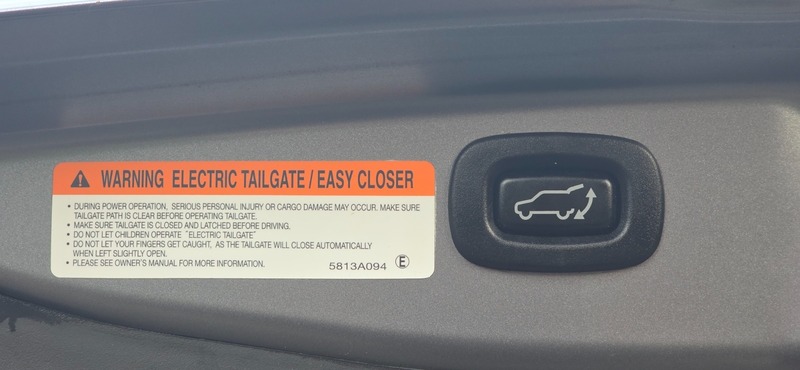 WARNING ELECTRIC TAILGATE / EASY CLOSER
• DURING POWER OPERATION, SERIOUS PERSONAL INJURY OR CARGO DAMAGE MAY OCCUR. MAKE SURE
TAILGATE PATH IS CLEAR BEFORE OPERATING TAILGATE.
• MAKE SURE TAILGATE IS CLOSED AND LATCHED BEFORE DRIVING.
• DO NOT LET CHILDREN OPERATE "ELECTRIC TAILGATE"
• DO NOT LET YOUR FINGERS GET CAUGHT, AS THE TAILGATE WILL CLOSE AUTOMATICALLY
WHEN LEFT SLIGHTLY OPEN.
• PLEASE SEE OWNER'S MANUAL FOR MORE INFORMATION.
5813A094 Ⓔ